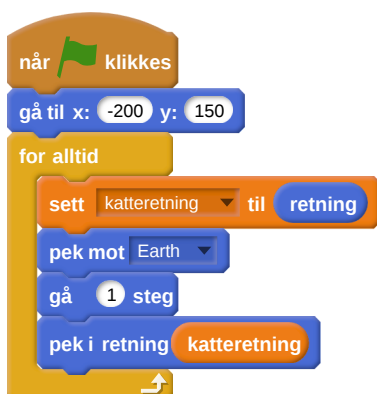 når klikkes
gå til x: -200 y: 150
for alltid
sett katteretning til retning
pek mot Earth
gå 1 steg
pek i retning katteretning